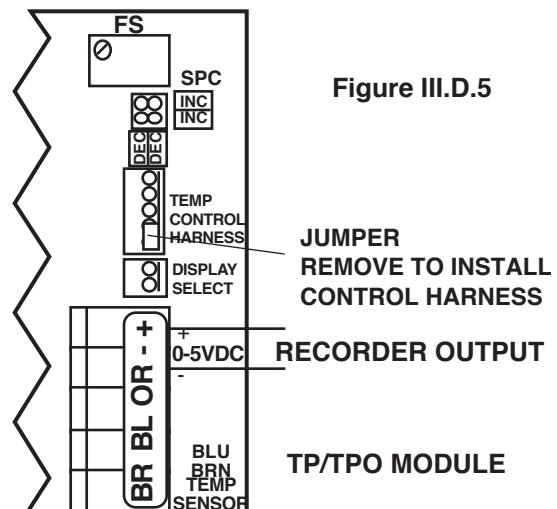 FS
SPC
Figure III.D.5
INC
INC
DEC DEC
TEMP
CONTROL
HARNESS
JUMPER
REMOVE TO INSTALL
CONTROL HARNESS
DISPLAY
SELECT
BR BL OR - +
+
0-5VDC
-
RECORDER OUTPUT
BLU
BRN
TEMP
SENSOR
TP/TPO MODULE